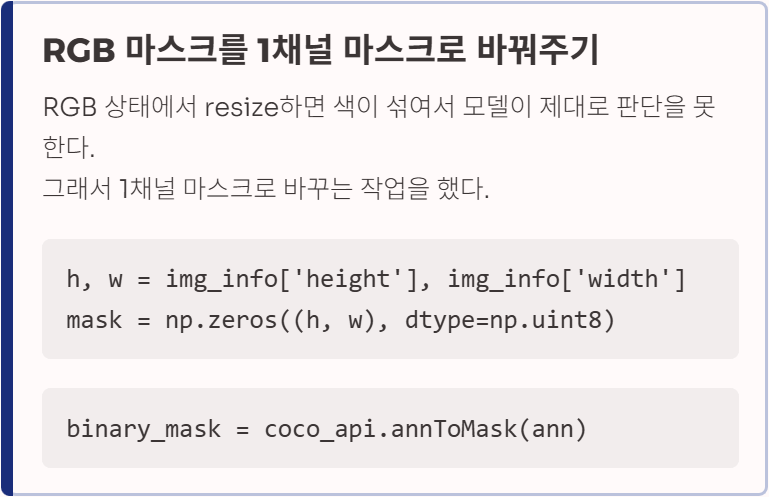 RGB 마스크를 1채널 마스크로 바꿔주기
RGB 상태에서 resize하면 색이 섞여서 모델이 제대로 판단을 못
한다.
그래서 1채널 마스크로 바꾸는 작업을 했다.
h, w = img_info['height'], img_info['width']
mask = np.zeros((h, w), dtype=np.uint8)
binary_mask = coco_api.annToMask(ann)